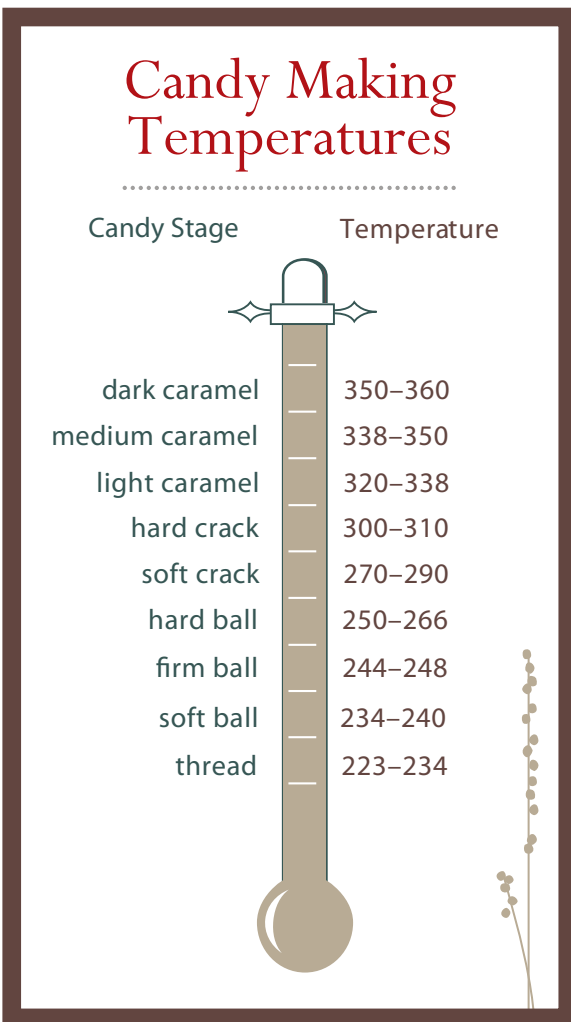 Candy Making
Temperatures
Candy Stage Temperature
dark caramel 350–360
medium caramel 338–350
light caramel 320–338
hard crack 300–310
soft crack 270–290
hard ball 250–266
firm ball 244–248
soft ball 234–240
thread 223–234